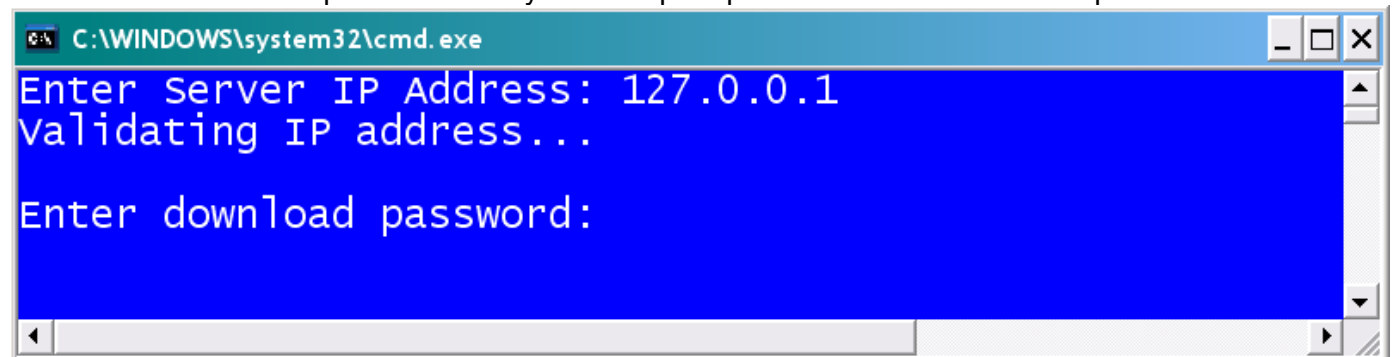 C:\WINDOWS\system32\cmd.exe
Enter Server IP Address: 127.0.0.1
Validating IP address...
Enter download password: